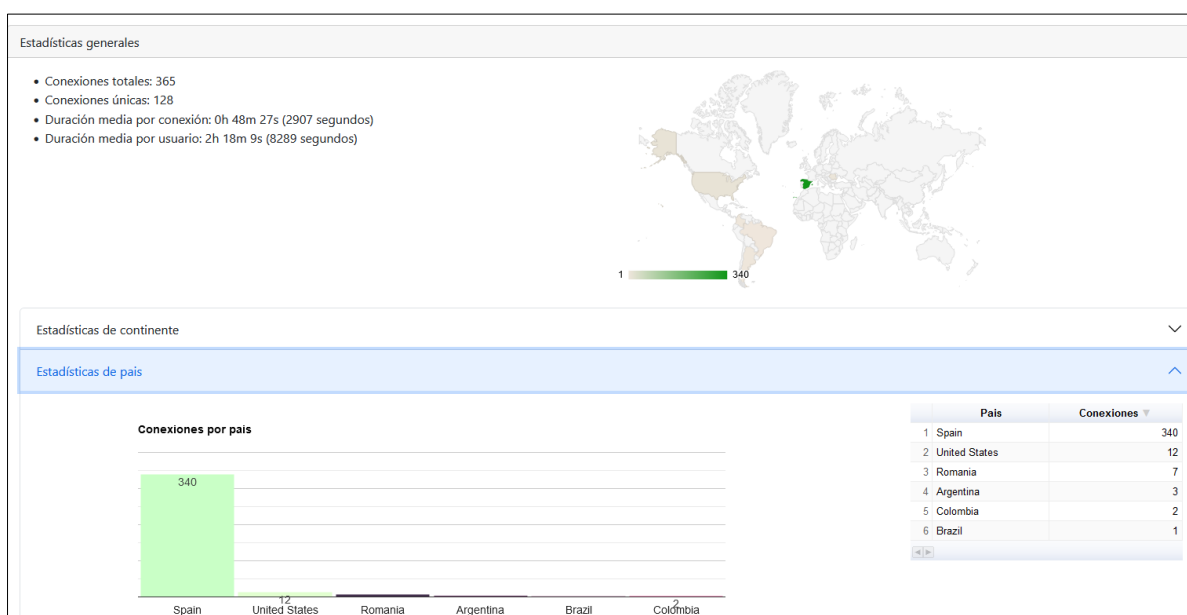 Estadísticas generales
Conexiones totales: 365
Conexiones únicas: 128
Duración media por conexión: 0h 48m 27s (2907 segundos)
Duración media por usuario: 2h 18m 9s (8289 segundos)
1 340
Estadísticas de continente
Estadísticas de pais
Conexiones por pais
340
12
2
Spain United States Romania Argentina Brazil Colombia
Pais Conexiones
1 Spain 340
2 United States 12
3 Romania 7
4 Argentina 3
5 Colombia 2
6 Brazil 1